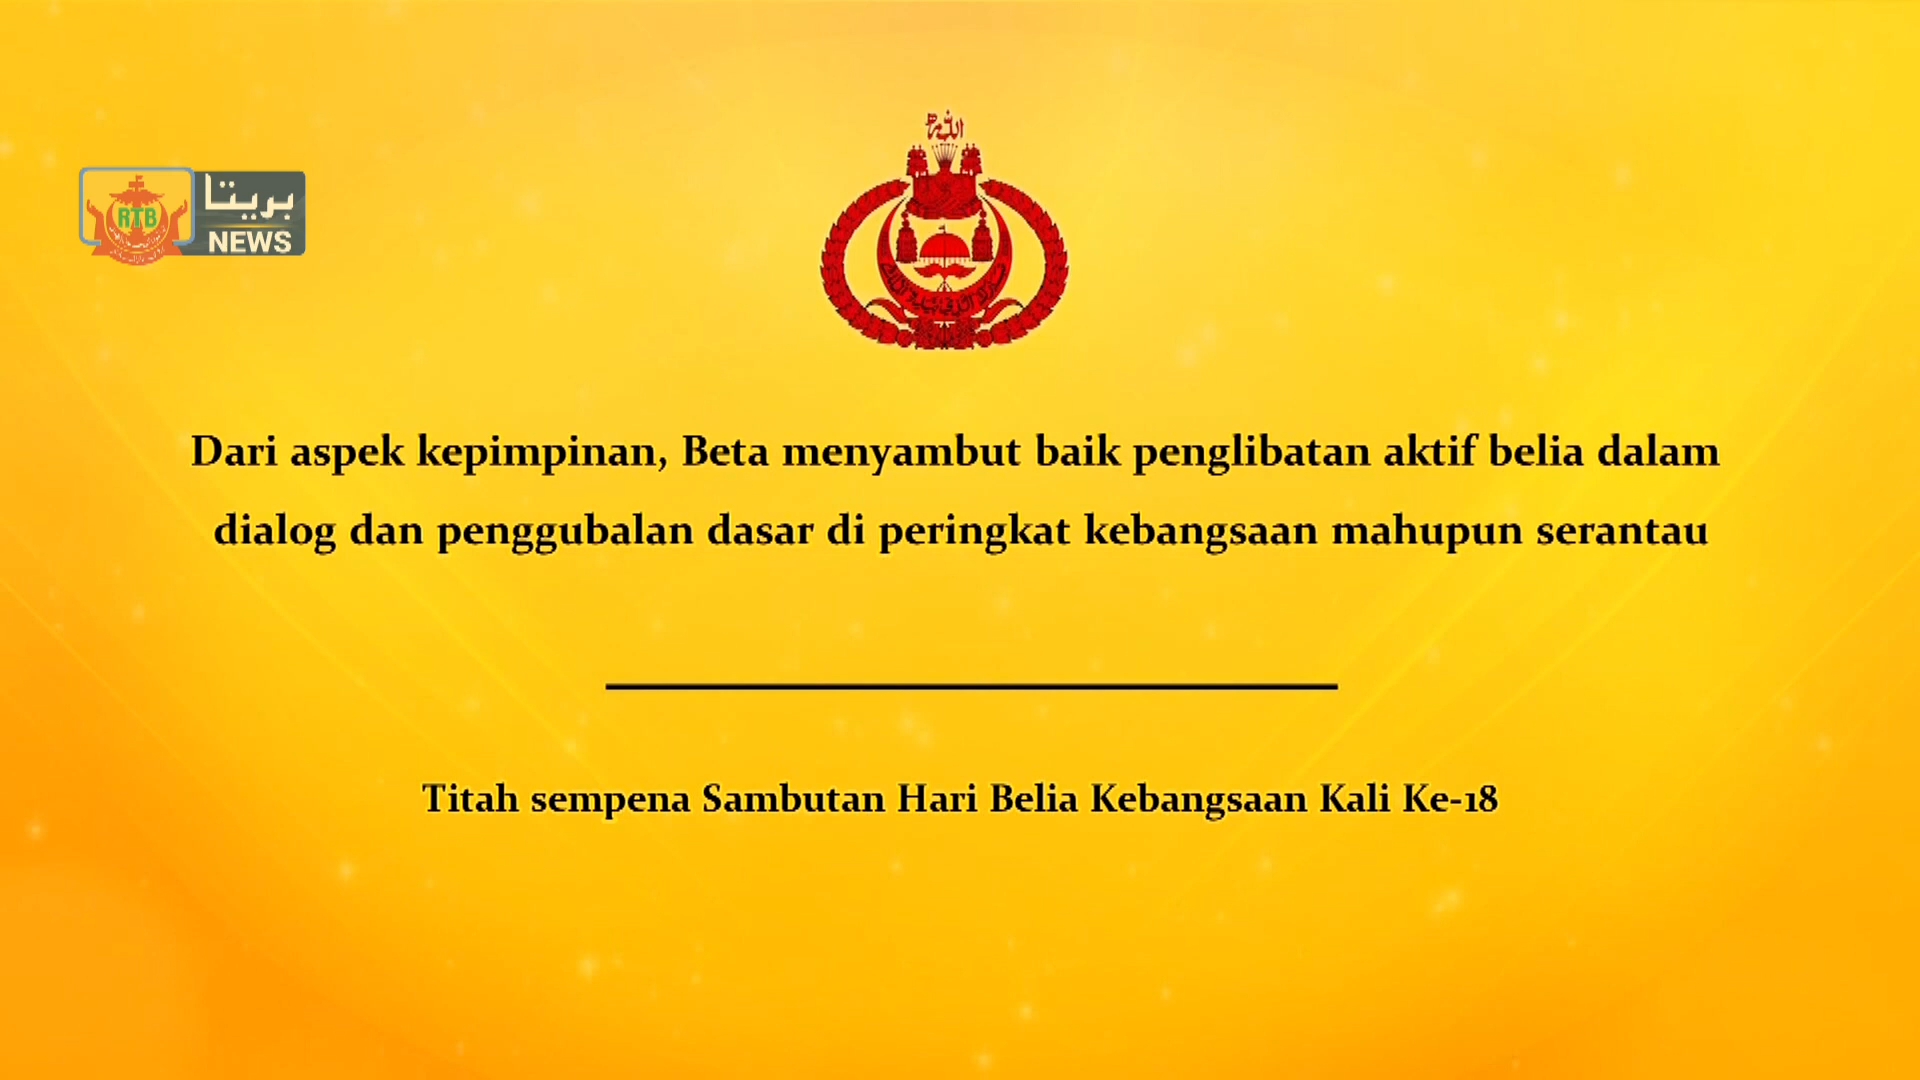 بريتا
RTB
NEWS
Dari aspek kepimpinan, Beta menyambut baik penglibatan aktif belia dalam
dialog dan penggubalan dasar di peringkat kebangsaan mahupun serantau
Titah sempena Sambutan Hari Belia Kebangsaan Kali Ke-18